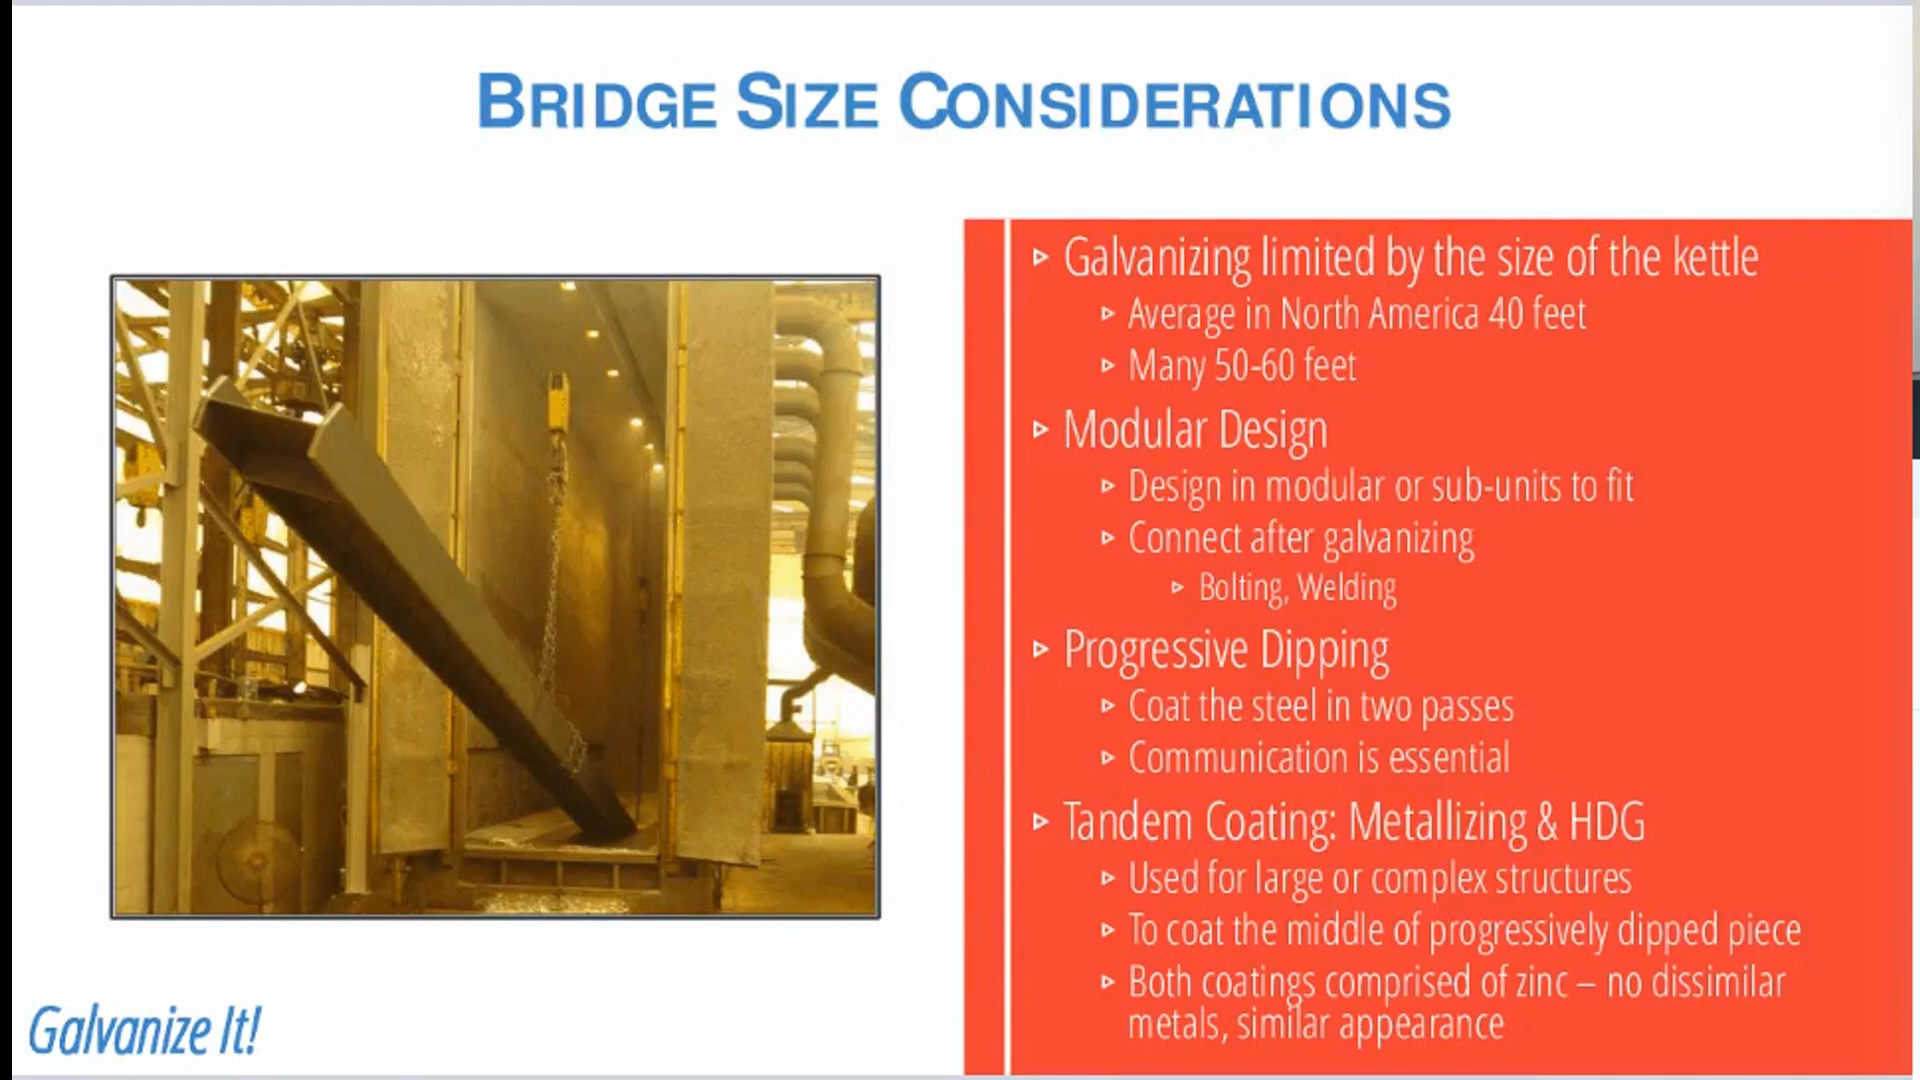 BRIDGE SIZE CONSIDERATIONS
Galvanizing limited by the size of the kettle
Average in North America 40 feet
Many 50-60 feet
Modular Design
Design in modular or sub-units to fit
Connect after galvanizing
Bolting, Welding
Progressive Dipping
Coat the steel in two passes
Communication is essential
Tandem Coating: Metallizing & HDG
Used for large or complex structures
To coat the middle of progressively dipped piece
Both coatings comprised of zinc – no dissimilar
metals, similar appearance
Galvanize It!